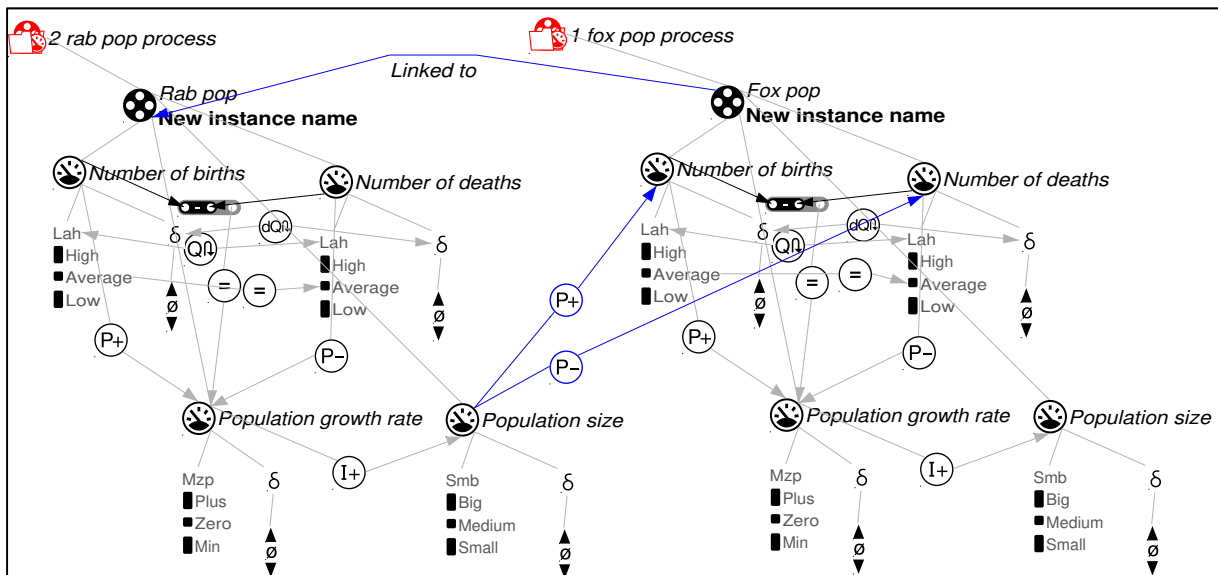 2 rab pop process
1 fox pop process
Linked to
Rab pop
New instance name
Fox pop
New instance name
Number of births
Number of deaths
Number of births
Number of deaths
-
-
Lah
High
Average
Low
δ
dQ
Q
Lah
High
Average
Low
δ
Lah
High
Average
Low
δ
dQ
Q
Lah
High
Average
Low
δ
=
=
=
=
ø
ø
ø
ø
P+
P-
P+
P-
P+
P-
Population growth rate
Population size
Population growth rate
Population size
I+
I+
Mzp
Plus
Zero
Min
δ
ø
Smb
Big
Medium
Small
δ
ø
Mzp
Plus
Zero
Min
δ
ø
Smb
Big
Medium
Small
δ
ø